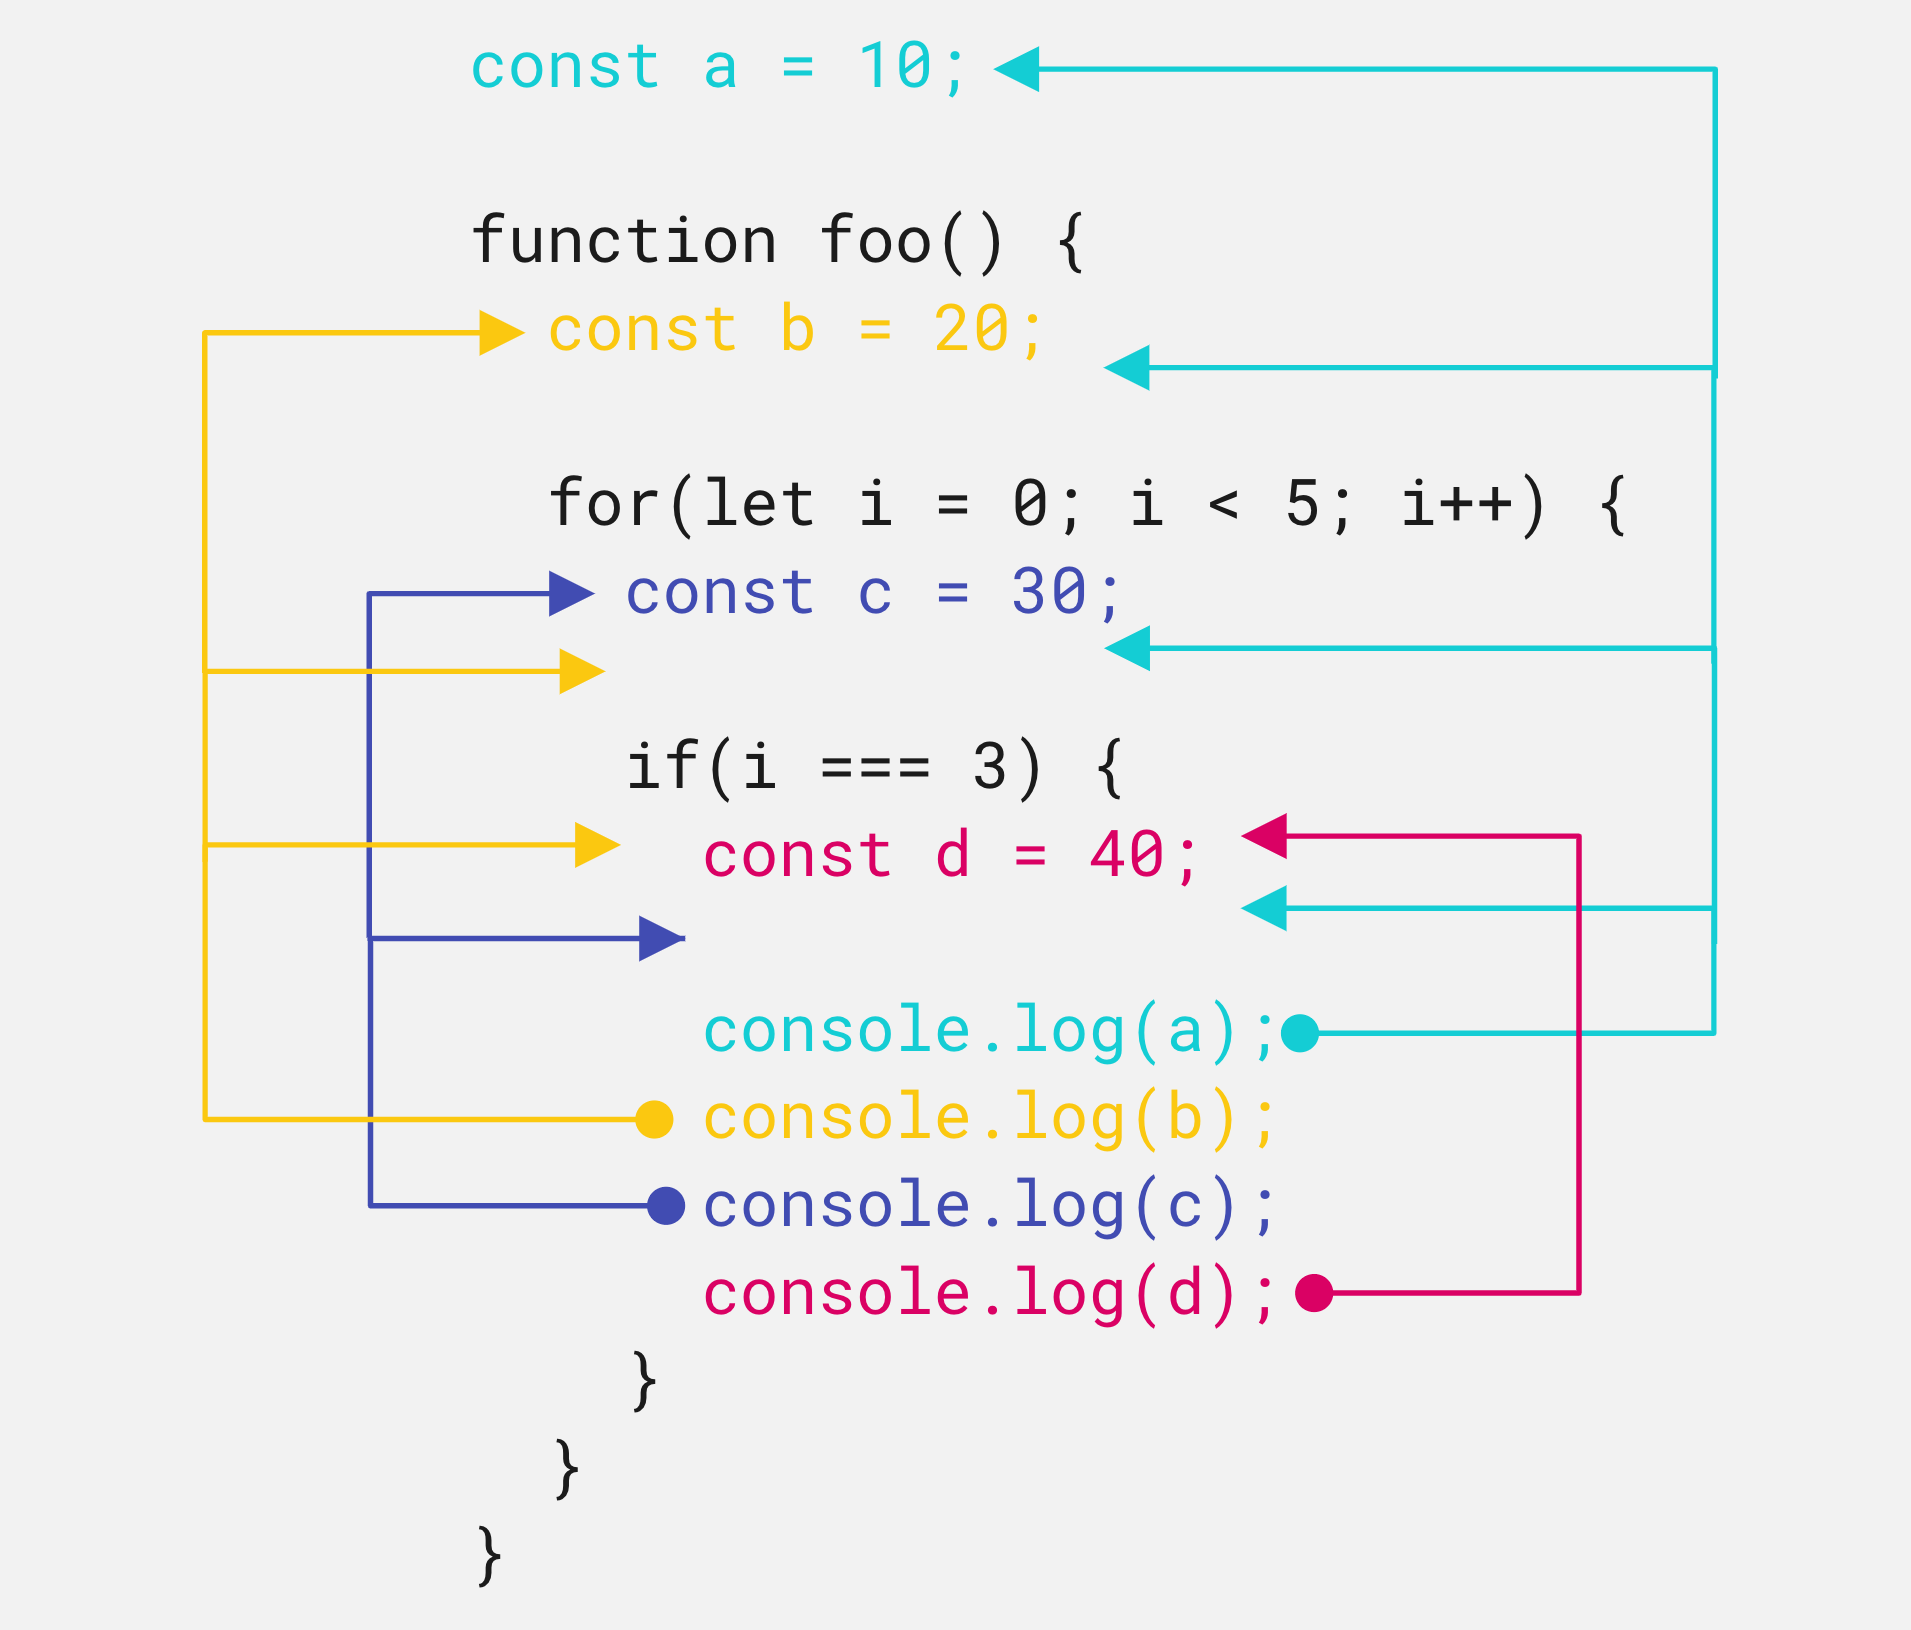 const a = 10;
function foo() {
const b = 20;
for(let i = 0; i < 5; i++) {
const c = 30;
if(i === 3) {
const d = 40;
console.log(a);
console.log(b);
console.log(c);
console.log(d);
}
}
}